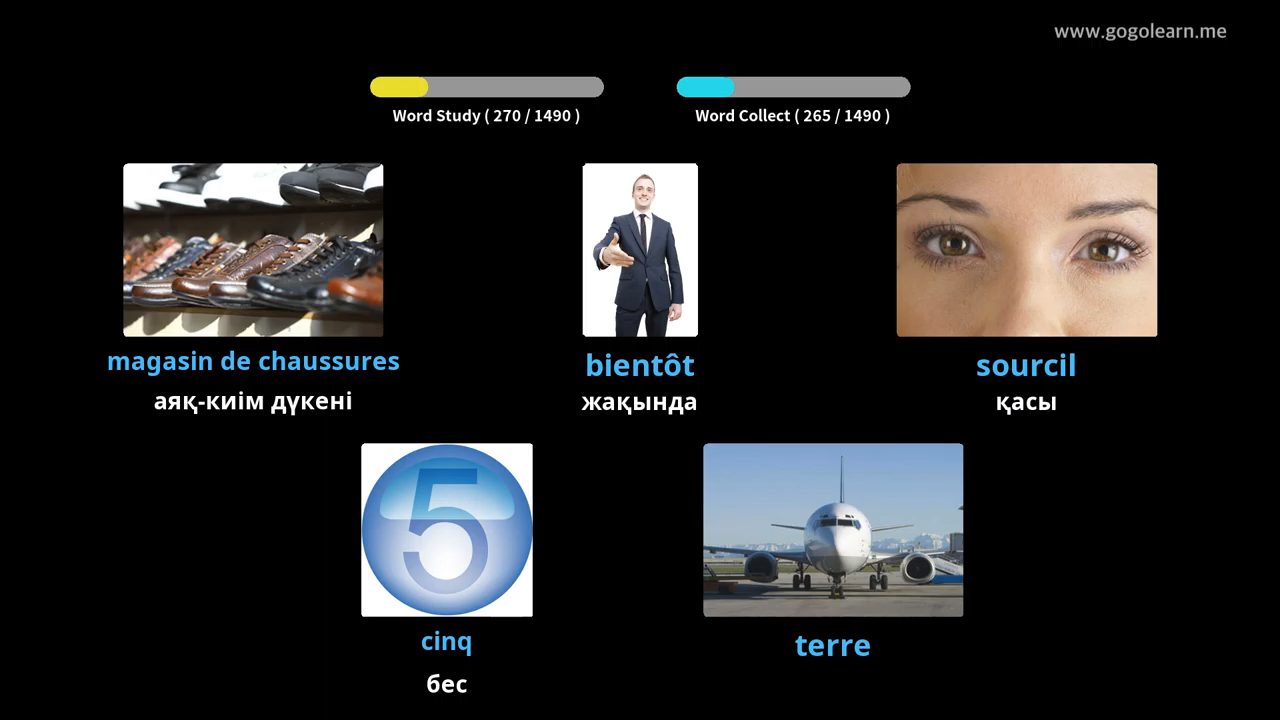 www.gogolearn.me
Word Study ( 270 / 1490 )
Word Collect ( 265 / 1490 )
magasin de chaussures
аяқ-киім дүкені
bientôt
жақында
sourcil
қасы
5
cinq
бес
terre